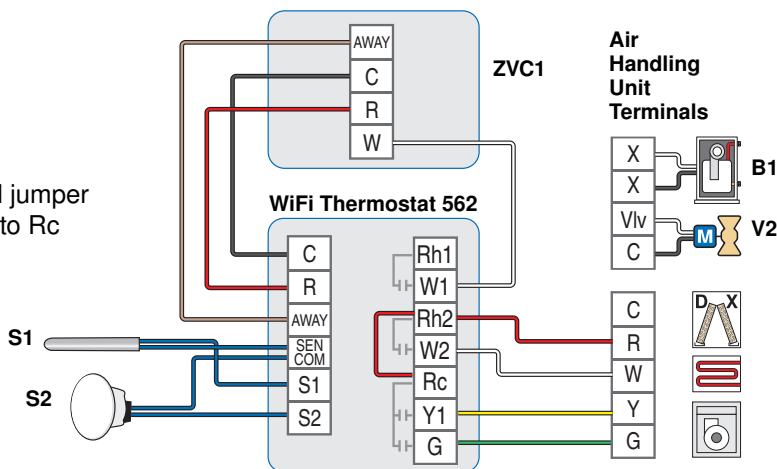 AWAY
C
R
W
ZVC1
Air
Handling
Unit
Terminals
X
X
Vlv
C
B1
M
V2
jumper
to Rc
WiFi Thermostat 562
C
R
AWAY
SEN
COM
S1
S2
Rh1
W1
Rh2
W2
Rc
Y1
G
S1
S2
C
R
W
Y
G
D X